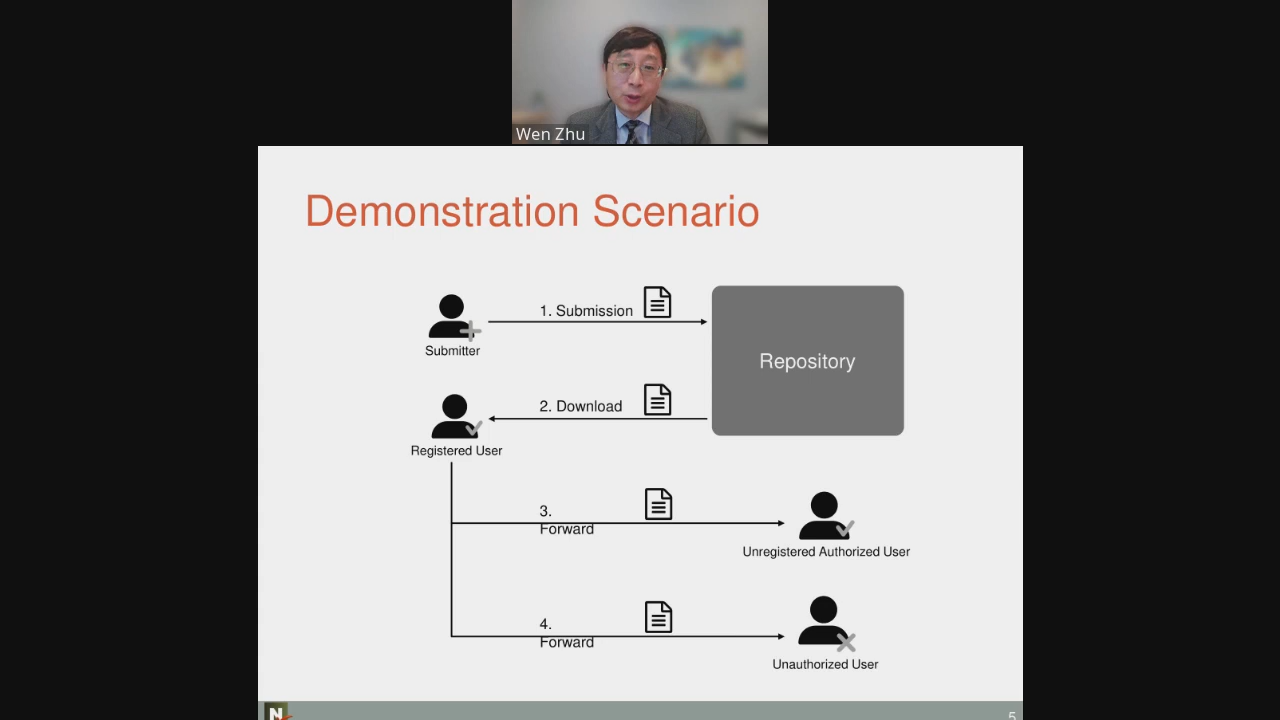 Wen Zhu
Demonstration Scenario
1. Submission
Submitter
Repository
2. Download
Registered User
3.
Forward
Unregistered Authorized User
4.
Forward
Unauthorized User
N
5